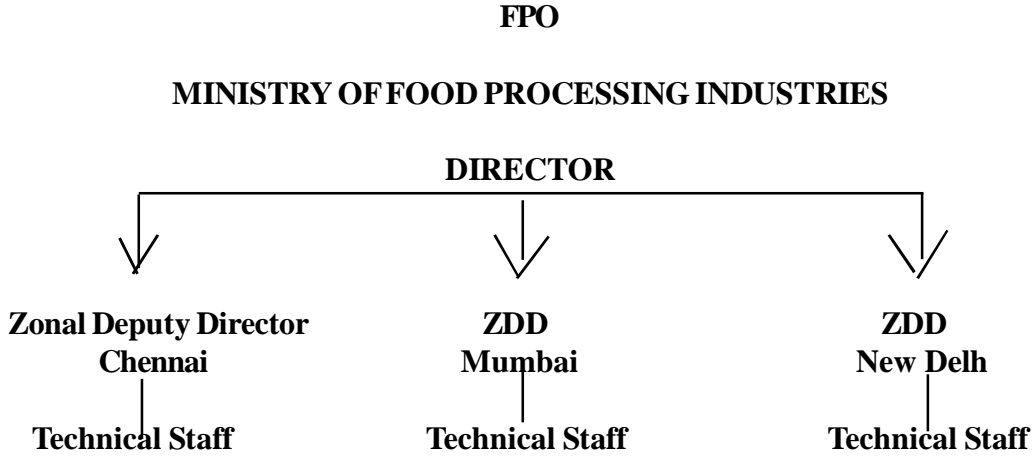 FPO
MINISTRY OF FOOD PROCESSING INDUSTRIES
DIRECTOR
Zonal Deputy Director ZDD ZDD
Chennai Mumbai New Delh
Technical Staff Technical Staff Technical Staff